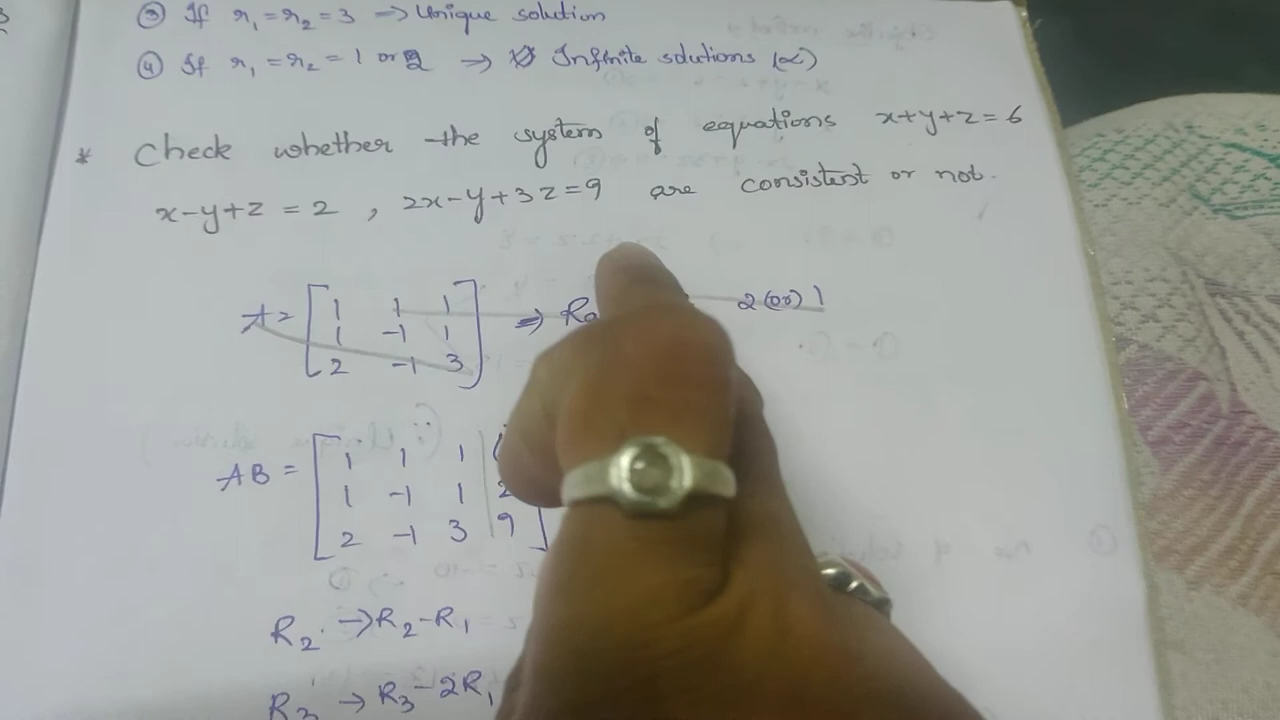 ③ If r₁ = r₂ = 3 => Unique solution
④ If r₁ = r₂ = 1 or 2 => Infinite solutions (∝)
* Check whether the system of equations x+y+z = 6
x-y+z = 2 , 2x-y+3z=9 are consistent or not.
A = [ 1 1 1 ] => 2 (or) 1
1 -1 1
2 -1 3
AB = [ 1 1 1
1 -1 1 2
2 -1 3 9 ]
R₂ → R₂-R₁
R₃ → R₃-2R₁